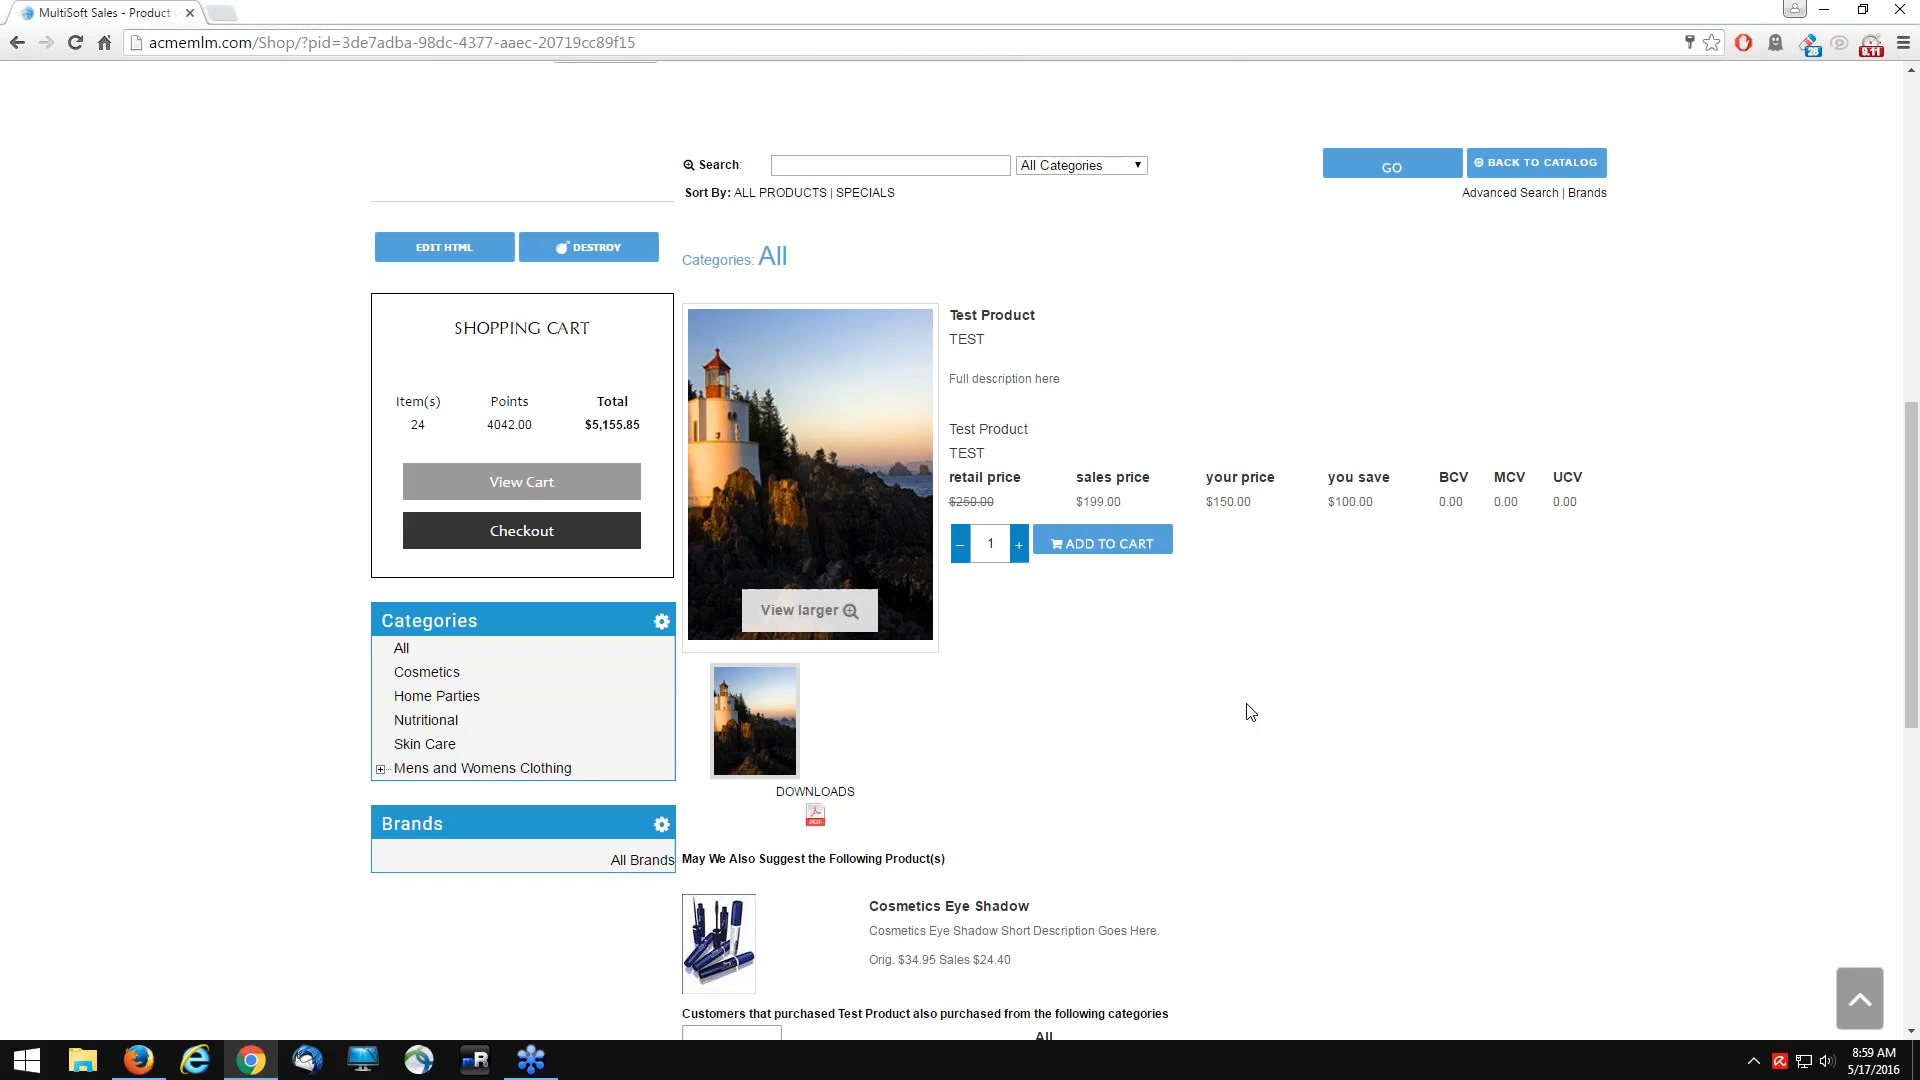 MultiSoft Sales - Product
acmemlm.com/Shop/?pid=3de7adba-98dc-4377-aaec-20719cc89f15
28
9.11
Search:
All Categories
GO
BACK TO CATALOG
Sort By: ALL PRODUCTS | SPECIALS
Advanced Search | Brands
EDIT HTML
DESTROY
Categories: All
SHOPPING CART
Item(s) Points Total
24 4042.00 $5,155.85
View Cart
Checkout
Categories
All
Cosmetics
Home Parties
Nutritional
Skin Care
Mens and Womens Clothing
Brands
All Brands
Test Product
TEST
Full description here
Test Product
TEST
retail price sales price your price you save BCV MCV UCV
$250.00 $199.00 $150.00 $100.00 0.00 0.00 0.00
– 1 + ADD TO CART
View larger
DOWNLOADS
PDF
May We Also Suggest the Following Product(s)
Cosmetics Eye Shadow
Cosmetics Eye Shadow Short Description Goes Here.
Orig. $34.95 Sales $24.40
Customers that purchased Test Product also purchased from the following categories
All
mR
8:59 AM
5/17/2016